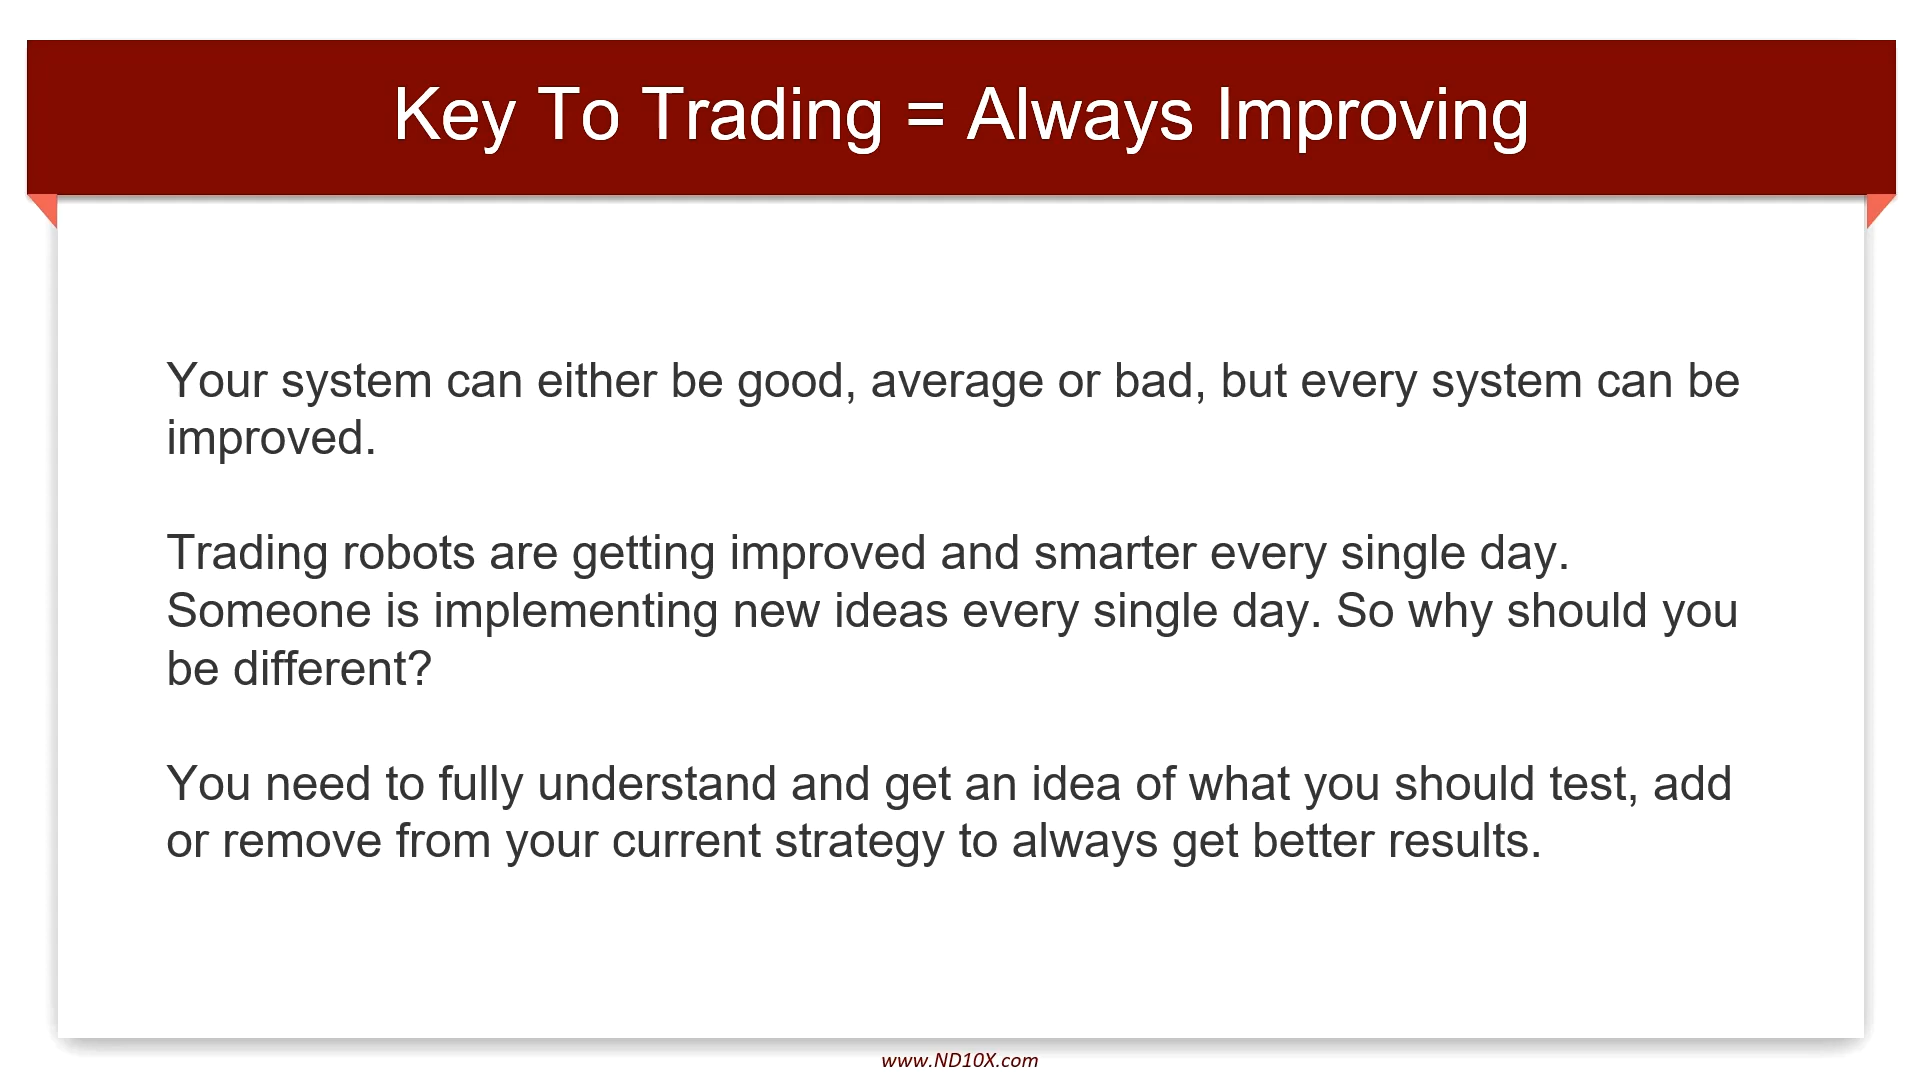 Key To Trading = Always Improving
Your system can either be good, average or bad, but every system can be
improved.
Trading robots are getting improved and smarter every single day.
Someone is implementing new ideas every single day. So why should you
be different?
You need to fully understand and get an idea of what you should test, add
or remove from your current strategy to always get better results.
www.ND10X.com